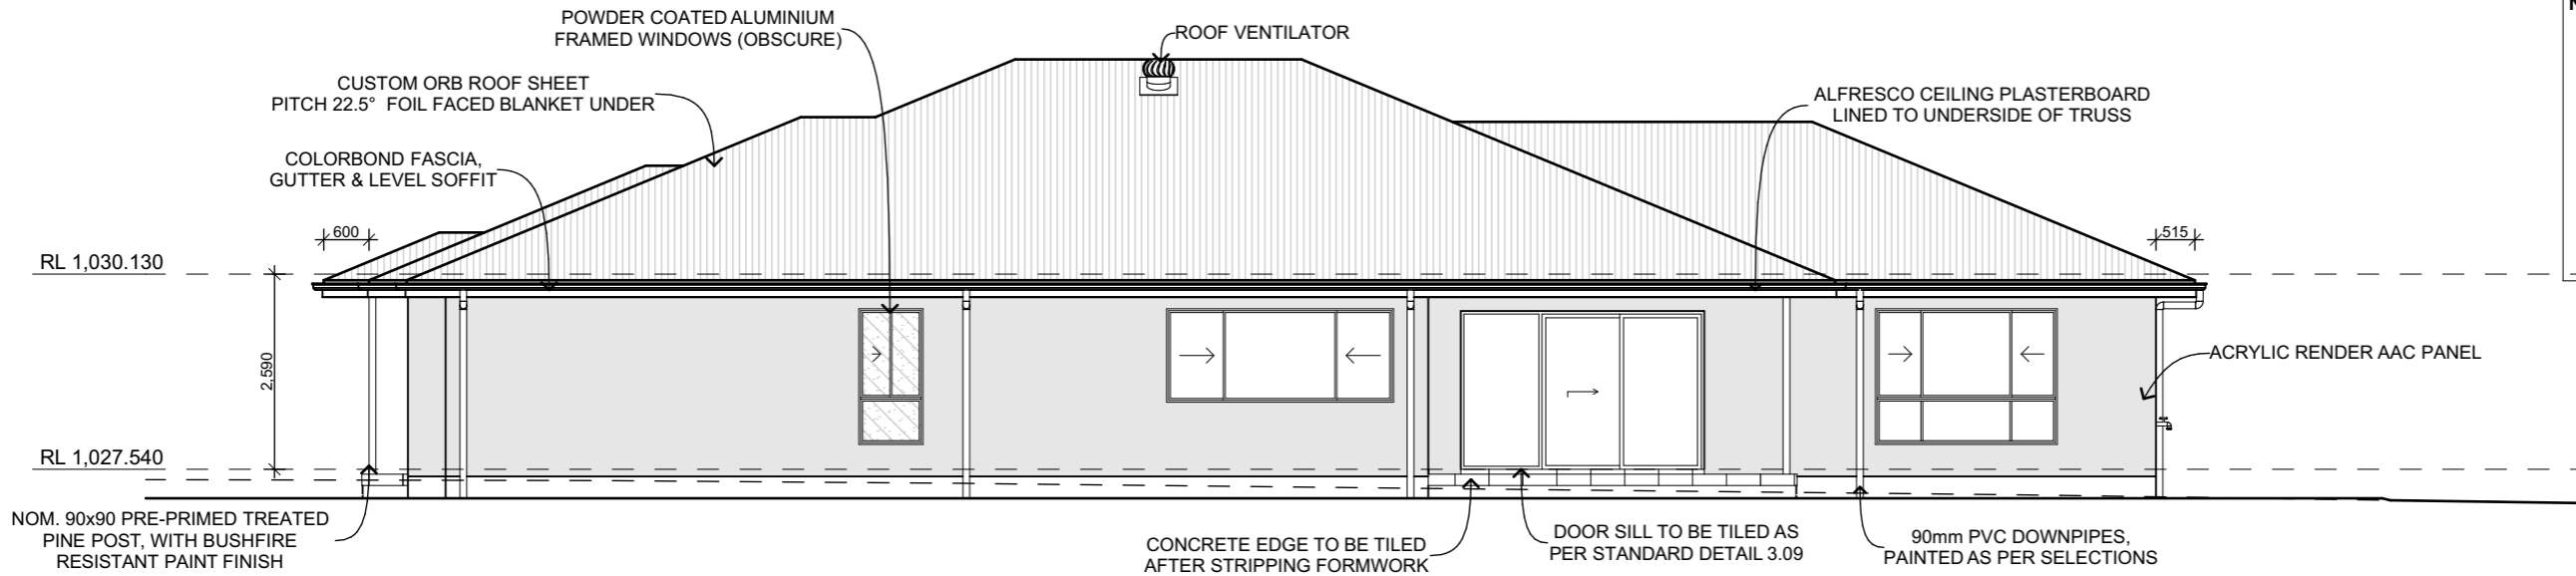 POWDER COATED ALUMINIUM
FRAMED WINDOWS (OBSCURE)
ROOF VENTILATOR
CUSTOM ORB ROOF SHEET
PITCH 22.5° FOIL FACED BLANKET UNDER
ALFRESCO CEILING PLASTERBOARD
LINED TO UNDERSIDE OF TRUSS
COLORBOND FASCIA,
GUTTER & LEVEL SOFFIT
600
515
RL 1,030.130
2,590
ACRYLIC RENDER AAC PANEL
RL 1,027.540
NOM. 90x90 PRE-PRIMED TREATED
PINE POST, WITH BUSHFIRE
RESISTANT PAINT FINISH
CONCRETE EDGE TO BE TILED
AFTER STRIPPING FORMWORK
DOOR SILL TO BE TILED AS
PER STANDARD DETAIL 3.09
90mm PVC DOWNPIPES,
PAINTED AS PER SELECTIONS